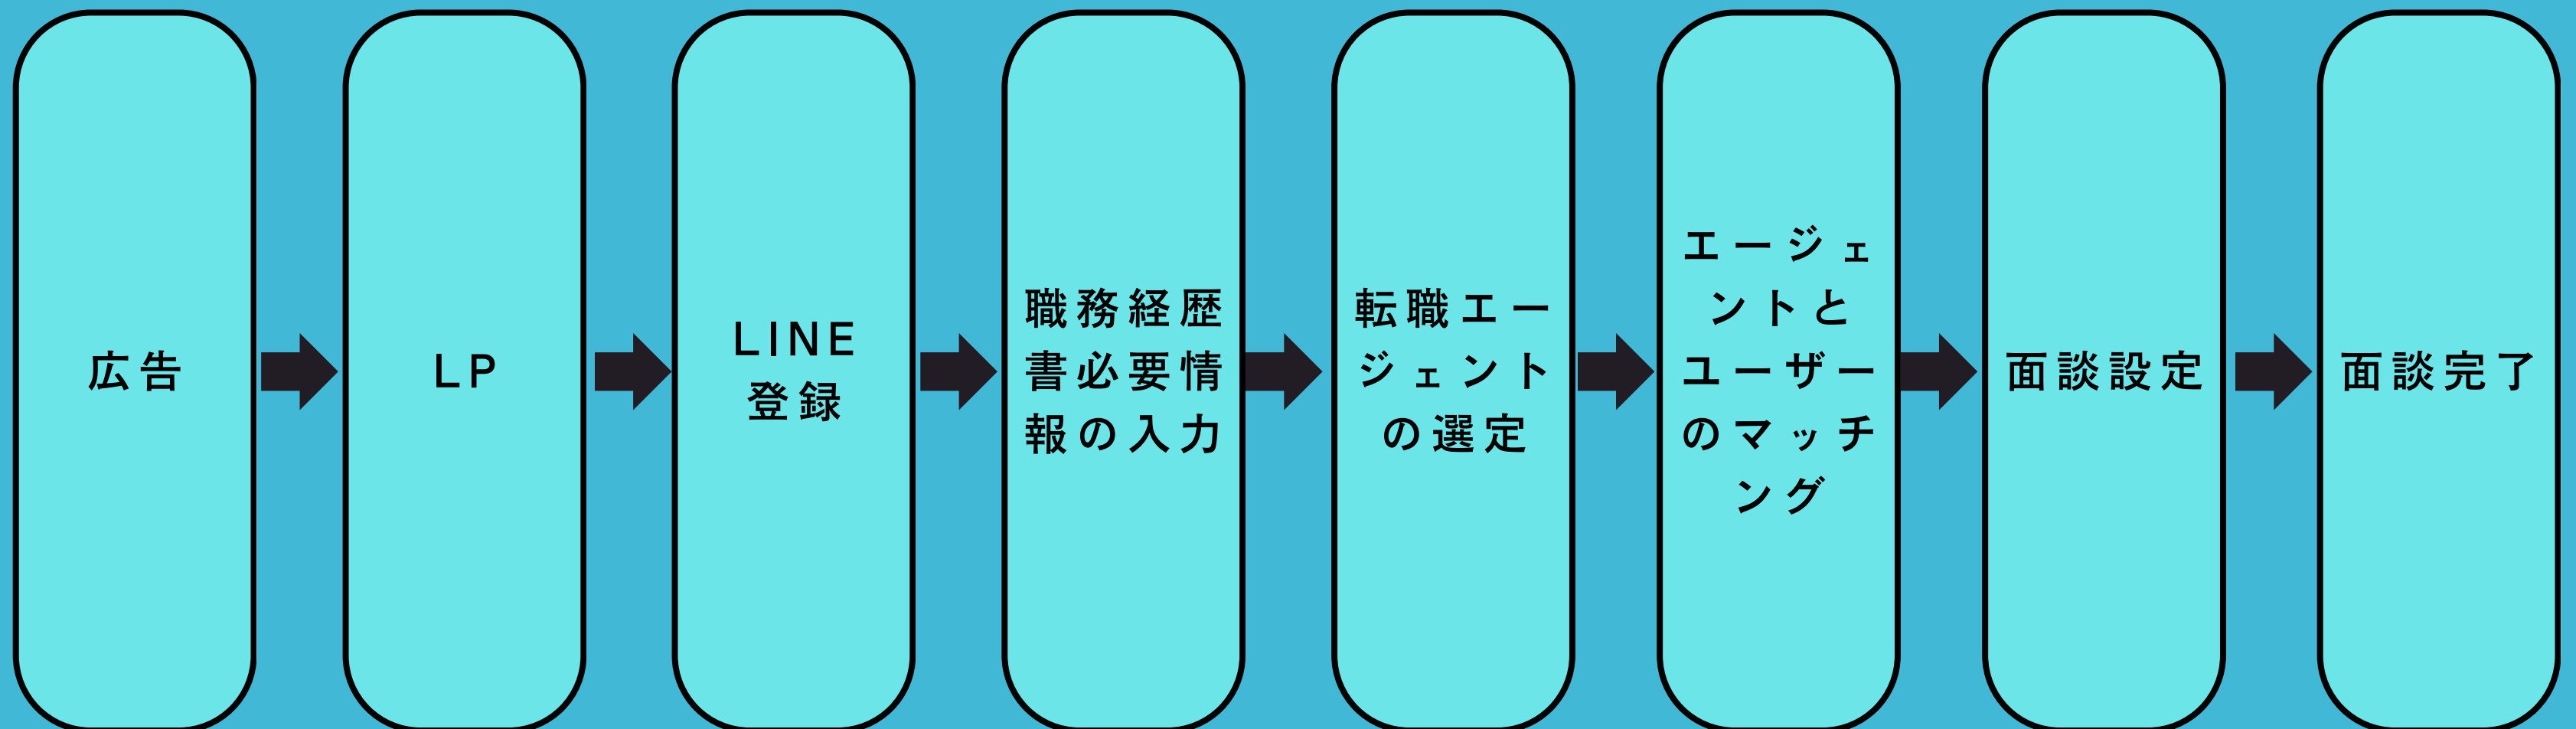 広告
LP
LINE
登録
職務経歴
書必要情
報の入力
転職エー
ジェント
の選定
エージェ
ントと
ユーザー
のマッチ
ング
面談設定
面談完了